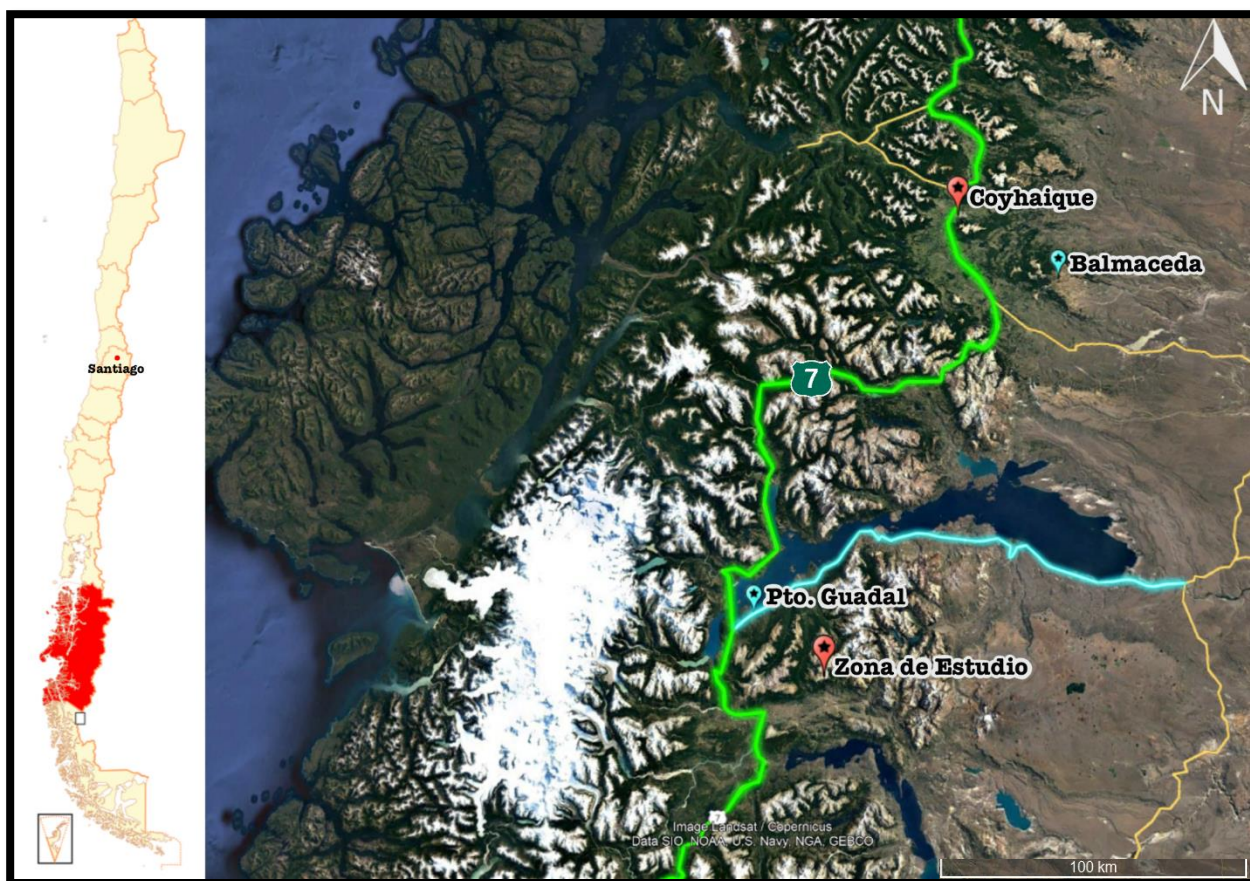 Santiago
N
Coyhaique
Balmaceda
7
Pto. Guadal
Zona de Estudio
7
Image Landsat / Copernicus
Data SIO, NOAA, U.S. Navy, NGA, GEBCO
100 km